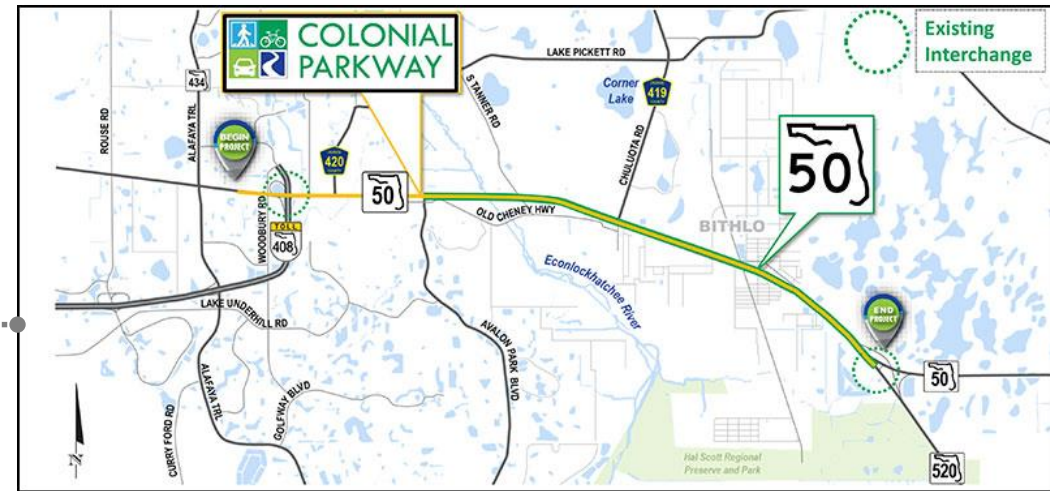 COLONIAL
PARKWAY
Existing
Interchange
LAKE PICKETT RD
434
ROUSE RD
ALAFAYA TRL
S TANNER RD
Corner
Lake
419
CHULUOTA RD
BEGIN
PROJECT
420
50
50
WOODBURY RD
TOLL
408
OLD CHENEY HWY
BITHLO
Econlockhatchee River
LAKE UNDERHILL RD
END
PROJECT
AVALON PARK BLVD
ALAFAYA TRL
GOLFWAY BLVD
CURRY FORD RD
50
520
Hal Scott Regional
Preserve and Park